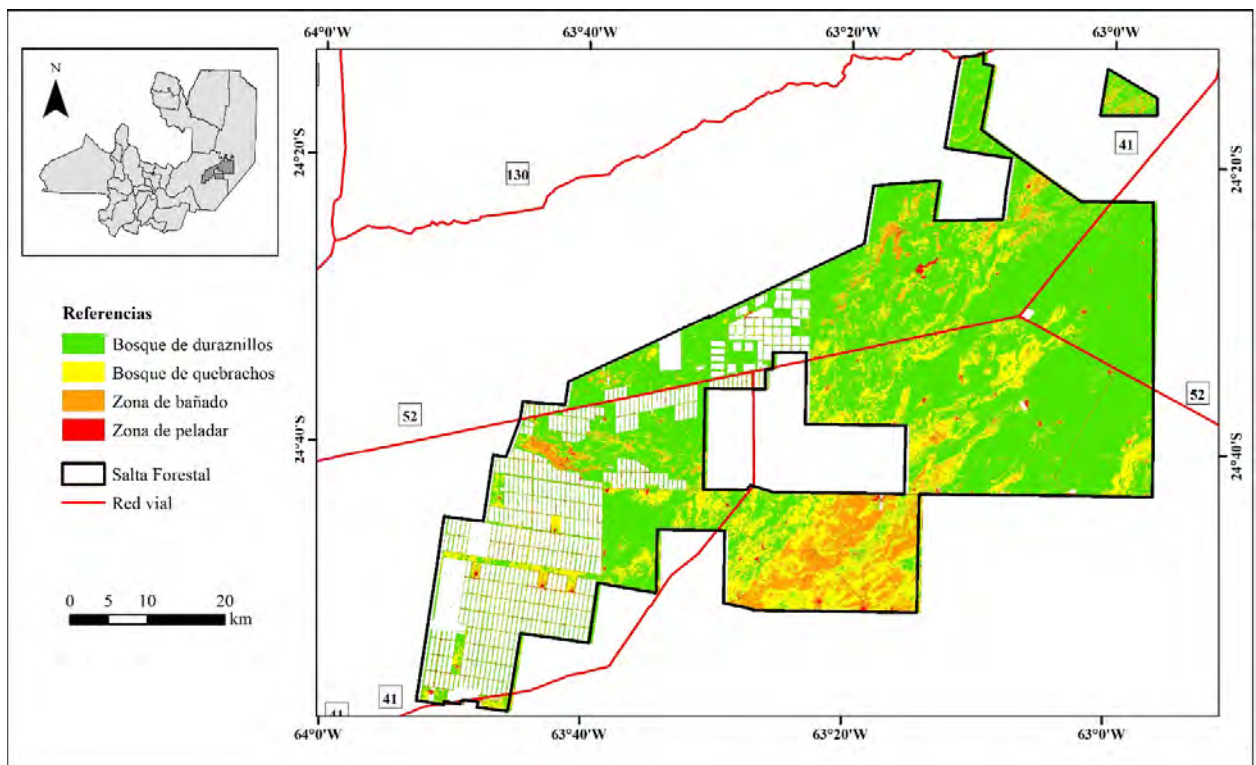 64°0'W 63°40'W 63°20'W 63°0'W
N
24°20'S
24°20'S
41
130
Referencias
Bosque de duraznillos
Bosque de quebrachos
Zona de bañado
Zona de peladar
Salta Forestal
Red vial
52
52
24°40'S
24°40'S
0 5 10 20
km
41
41
64°0'W 63°40'W 63°20'W 63°0'W